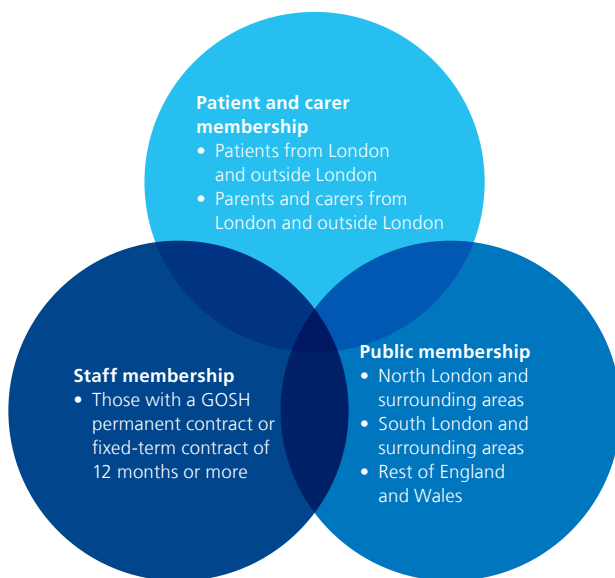 Patient and carer
membership
• Patients from London
and outside London
• Parents and carers from
London and outside London
Staff membership
• Those with a GOSH
permanent contract or
fixed-term contract of
12 months or more
Public membership
• North London and
surrounding areas
• South London and
surrounding areas
• Rest of England
and Wales